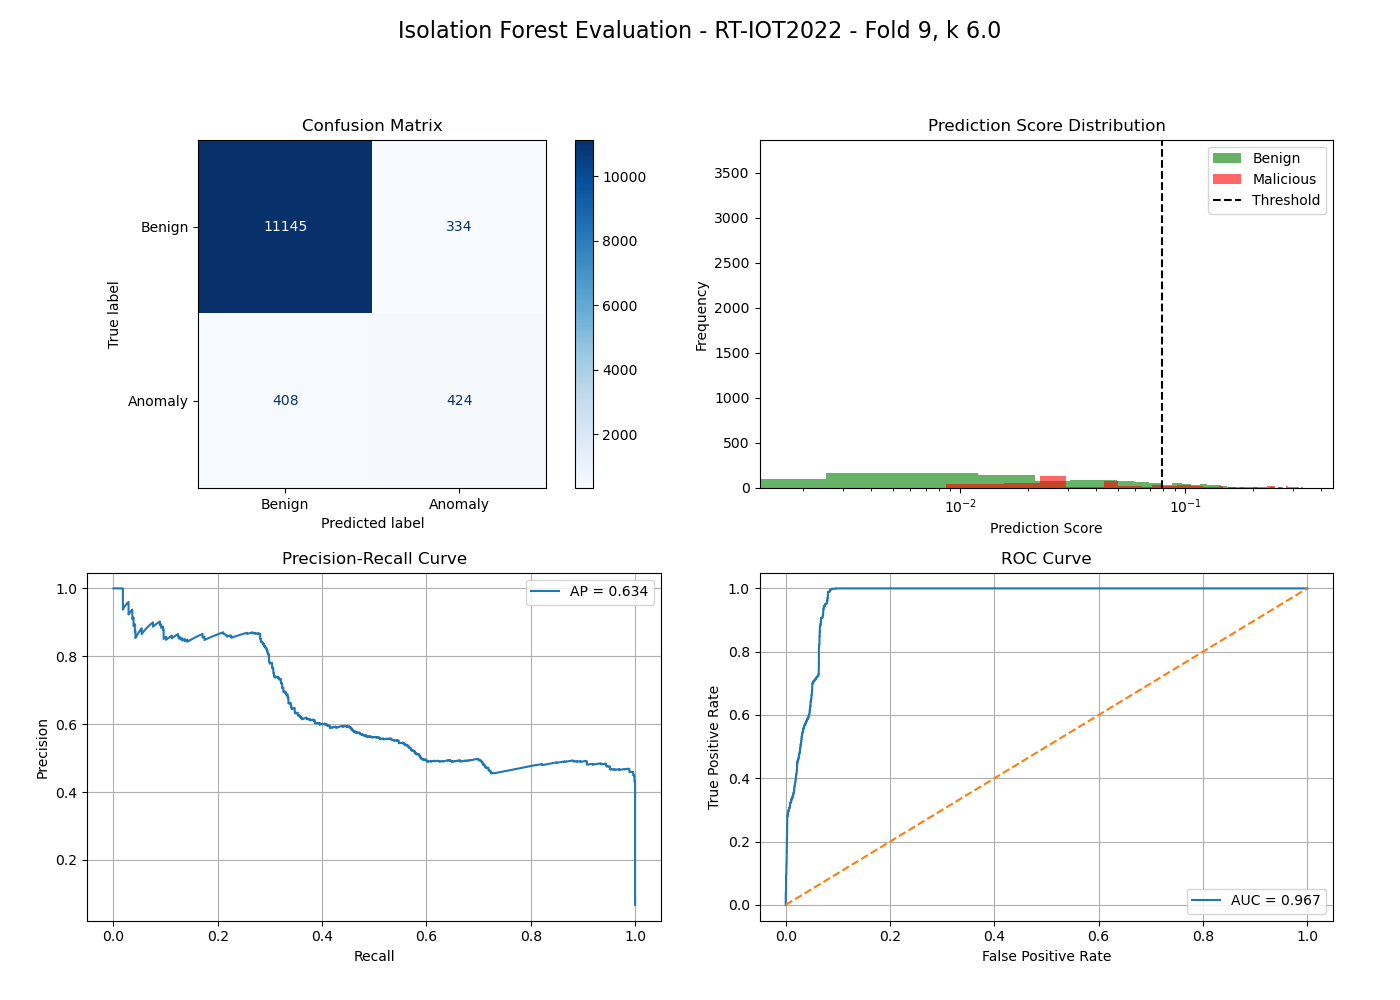 Isolation Forest Evaluation - RT-IOT2022 - Fold 9, k 6.0
Confusion Matrix
True label
Benign
Anomaly
11145
334
408
424
Benign
Anomaly
Predicted label
10000
8000
6000
4000
2000
Prediction Score Distribution
Frequency
3500
3000
2500
2000
1500
1000
500
0
Benign
Malicious
Threshold
10⁻²
10⁻¹
Prediction Score
Precision-Recall Curve
Precision
1.0
0.8
0.6
0.4
0.2
AP = 0.634
0.0
0.2
0.4
0.6
0.8
1.0
Recall
ROC Curve
True Positive Rate
1.0
0.8
0.6
0.4
0.2
0.0
AUC = 0.967
0.0
0.2
0.4
0.6
0.8
1.0
False Positive Rate